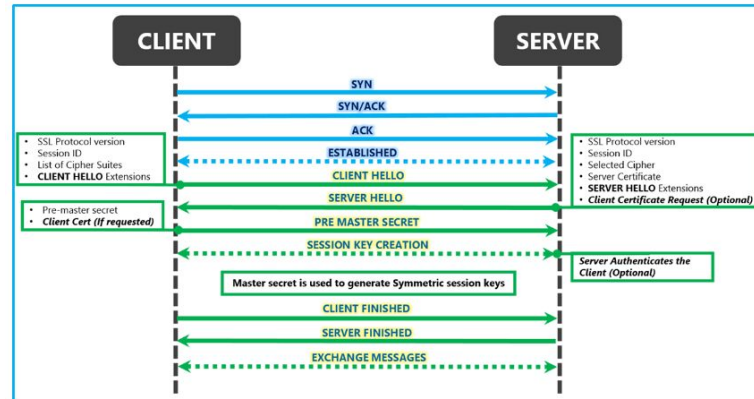 CLIENT
SERVER
SYN
SYN/ACK
ACK
ESTABLISHED
• SSL Protocol version
• Session ID
• List of Cipher Suites
• CLIENT HELLO Extensions
• SSL Protocol version
• Session ID
• Selected Cipher
• Server Certificate
• SERVER HELLO Extensions
• Client Certificate Request (Optional)
CLIENT HELLO
SERVER HELLO
• Pre-master secret
• Client Cert (If requested)
PRE MASTER SECRET
SESSION KEY CREATION
Server Authenticates the
Client (Optional)
Master secret is used to generate Symmetric session keys
CLIENT FINISHED
SERVER FINISHED
EXCHANGE MESSAGES